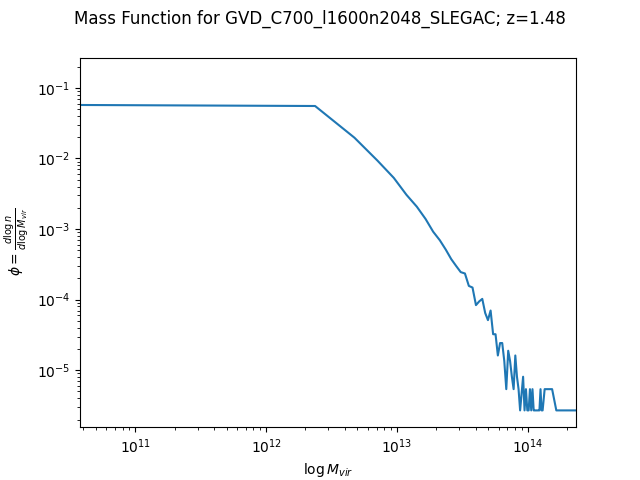 Mass Function for GVD_C700_l1600n2048_SLEGAC; z=1.48
10⁻¹
10⁻²
10⁻³
10⁻⁴
10⁻⁵
ϕ = d log n / d log M_vir
10¹¹ 10¹² 10¹³ 10¹⁴
log M_vir